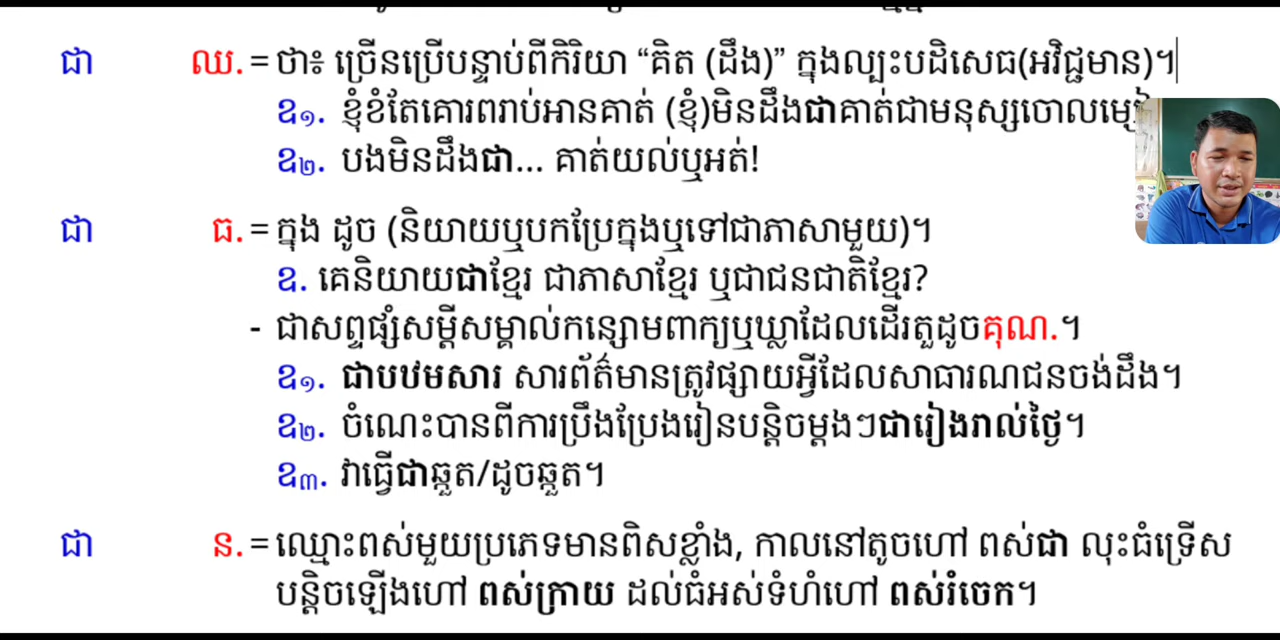 ជា ឈ. = ថា៖ ច្រើនប្រើបន្ទាប់ពីកិរិយា “គិត (ដឹង)” ក្នុងល្បះបដិសេធ(អវិជ្ជមាន)។
ឧ១. ខ្ញុំខំតែគោរពរាប់អានគាត់ (ខ្ញុំ)មិនដឹងជាគាត់ជាមនុស្សចោលម្សៀ
ឧ២. បងមិនដឹងជា... គាត់យល់ឬអត់!
ជា ធ. = ក្នុង ដូច (និយាយឬបកប្រែក្នុងឬទៅជាភាសាមួយ)។
ឧ. គេនិយាយជាខ្មែរ ជាភាសាខ្មែរ ឬជាជនជាតិខ្មែរ?
- ជាសព្ទផ្សំសម្ដីសម្គាល់កន្សោមពាក្យឬឃ្លាដែលដើរតួដូចគុណ.។
ឧ១. ជាបឋមសារ សារព័ត៌មានត្រូវផ្សាយអ្វីដែលសាធារណជនចង់ដឹង។
ឧ២. ចំណេះបានពីការប្រឹងប្រែងរៀនបន្តិចម្ដងៗជារៀងរាល់ថ្ងៃ។
ឧ៣. វាធ្វើជាឆ្កួត/ដូចឆ្កួត។
ជា ន. = ឈ្មោះពស់មួយប្រភេទមានពិសខ្លាំង, កាលនៅតូចហៅ ពស់ជា លុះធំទ្រើស
បន្តិចឡើងហៅ ពស់ក្រាយ ដល់ធំអស់ទំហំហៅ ពស់រំចេក។